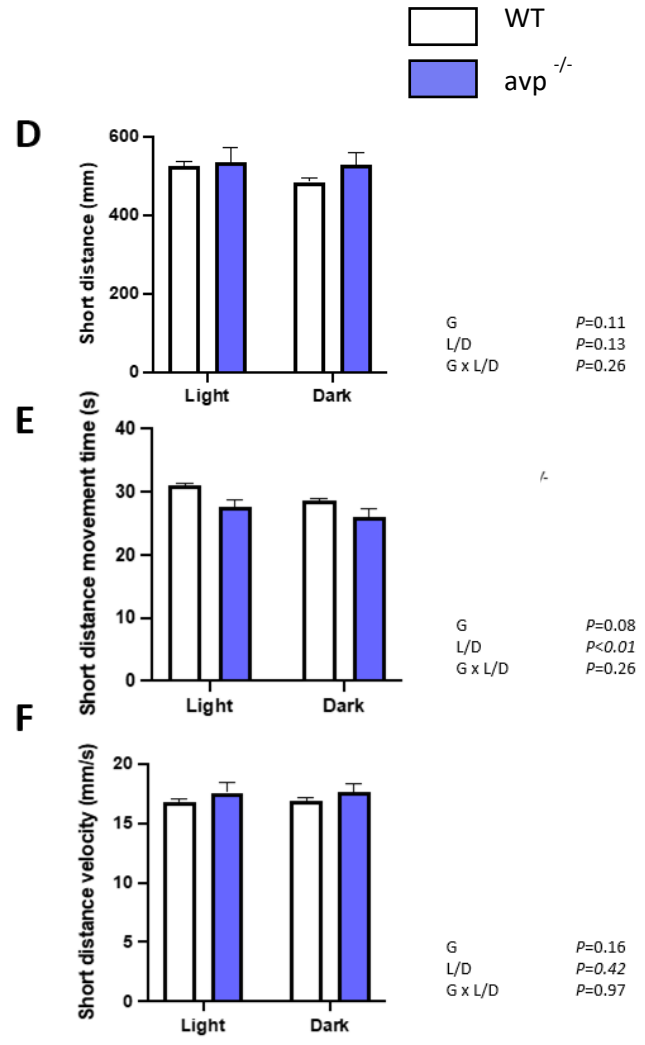 WT
avp -/-
D
Short distance (mm)
600
400
200
0
Light Dark
G P=0.11
L/D P=0.13
G x L/D P=0.26
E
Short distance movement time (s)
40
30
20
10
0
Light Dark
/-
G P=0.08
L/D P<0.01
G x L/D P=0.26
F
Short distance velocity (mm/s)
20
15
10
5
0
Light Dark
G P=0.16
L/D P=0.42
G x L/D P=0.97